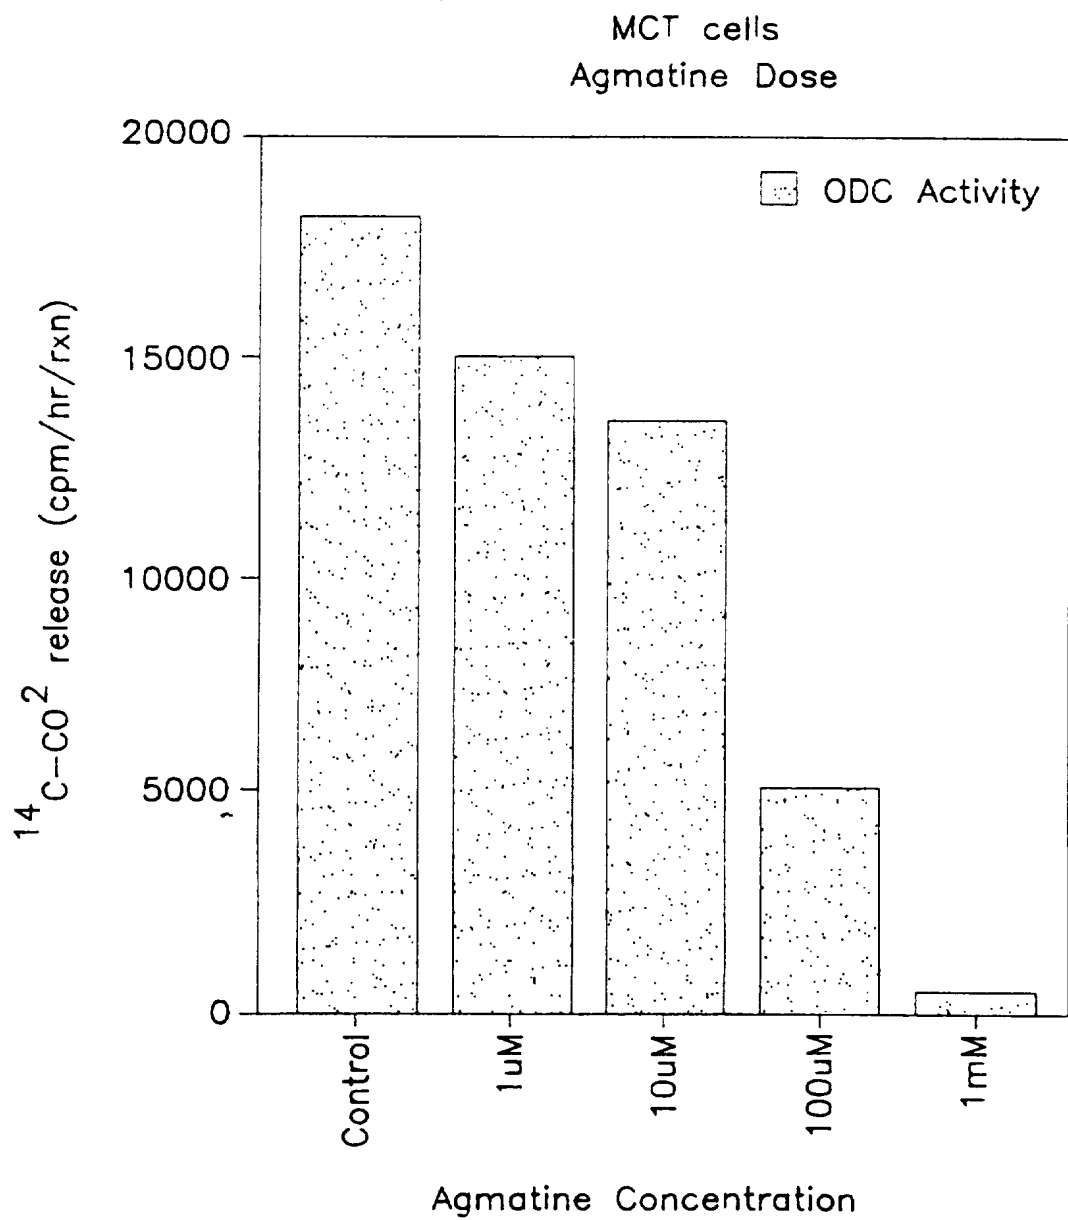 MCT cells
Agmatine Dose
20000
15000
10000
5000
0
ODC Activity
14C–CO2 release (cpm/hr/rxn)
Control
1uM
10uM
100uM
1mM
Agmatine Concentration